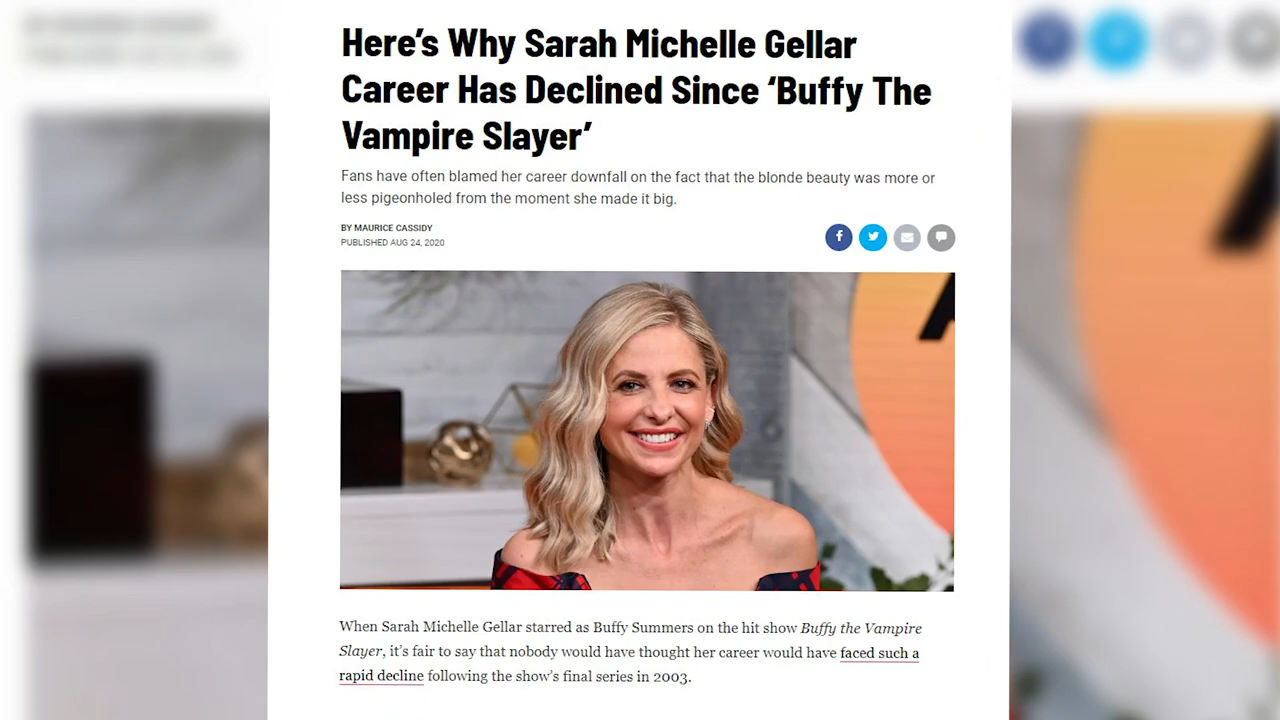 Here’s Why Sarah Michelle Gellar
Career Has Declined Since ‘Buffy The
Vampire Slayer’
Fans have often blamed her career downfall on the fact that the blonde beauty was more or
less pigeonholed from the moment she made it big.
BY MAURICE CASSIDY
PUBLISHED AUG 24, 2020
When Sarah Michelle Gellar starred as Buffy Summers on the hit show Buffy the Vampire
Slayer, it’s fair to say that nobody would have thought her career would have faced such a
rapid decline following the show’s final series in 2003.